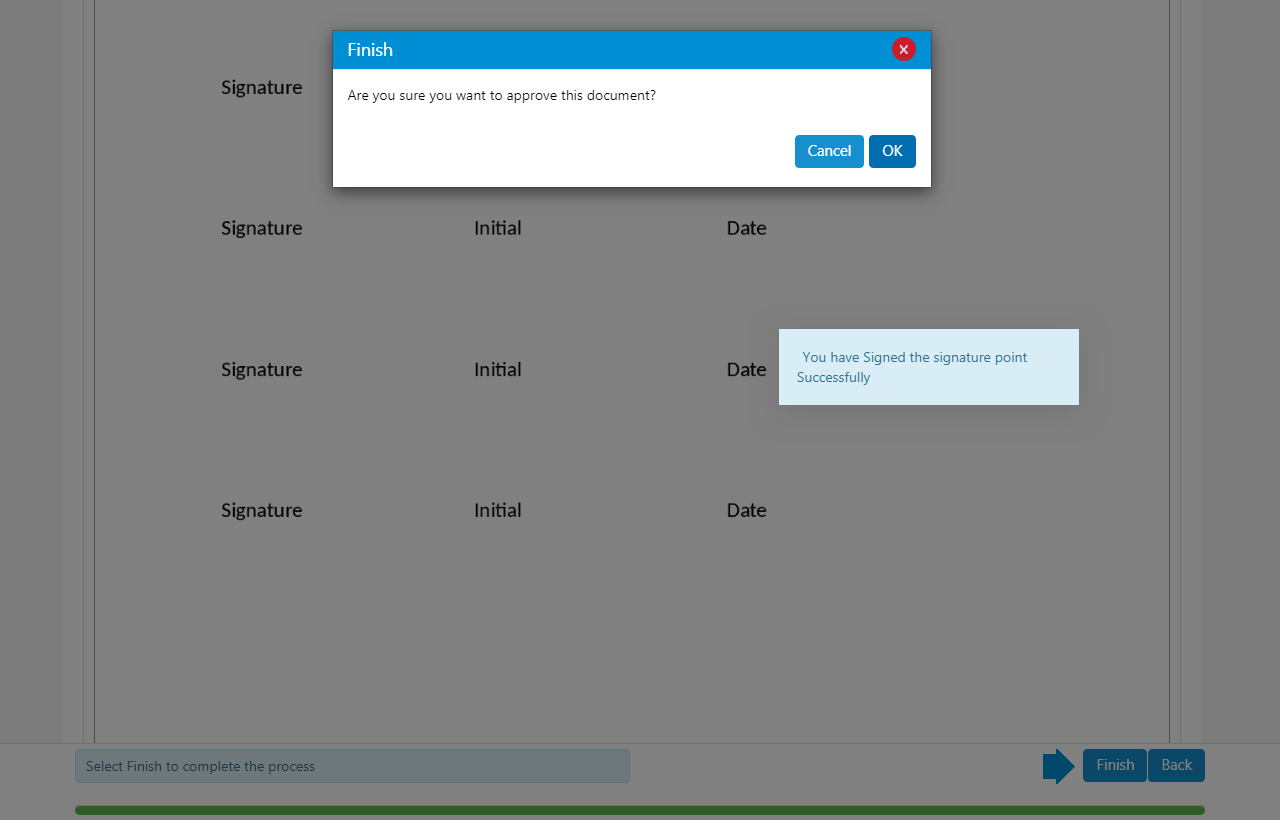 Finish
Are you sure you want to approve this document?
Cancel OK
Signature
Signature Initial Date
You have Signed the signature point
Successfully
Signature Initial Date
Signature Initial Date
Select Finish to complete the process
Finish Back